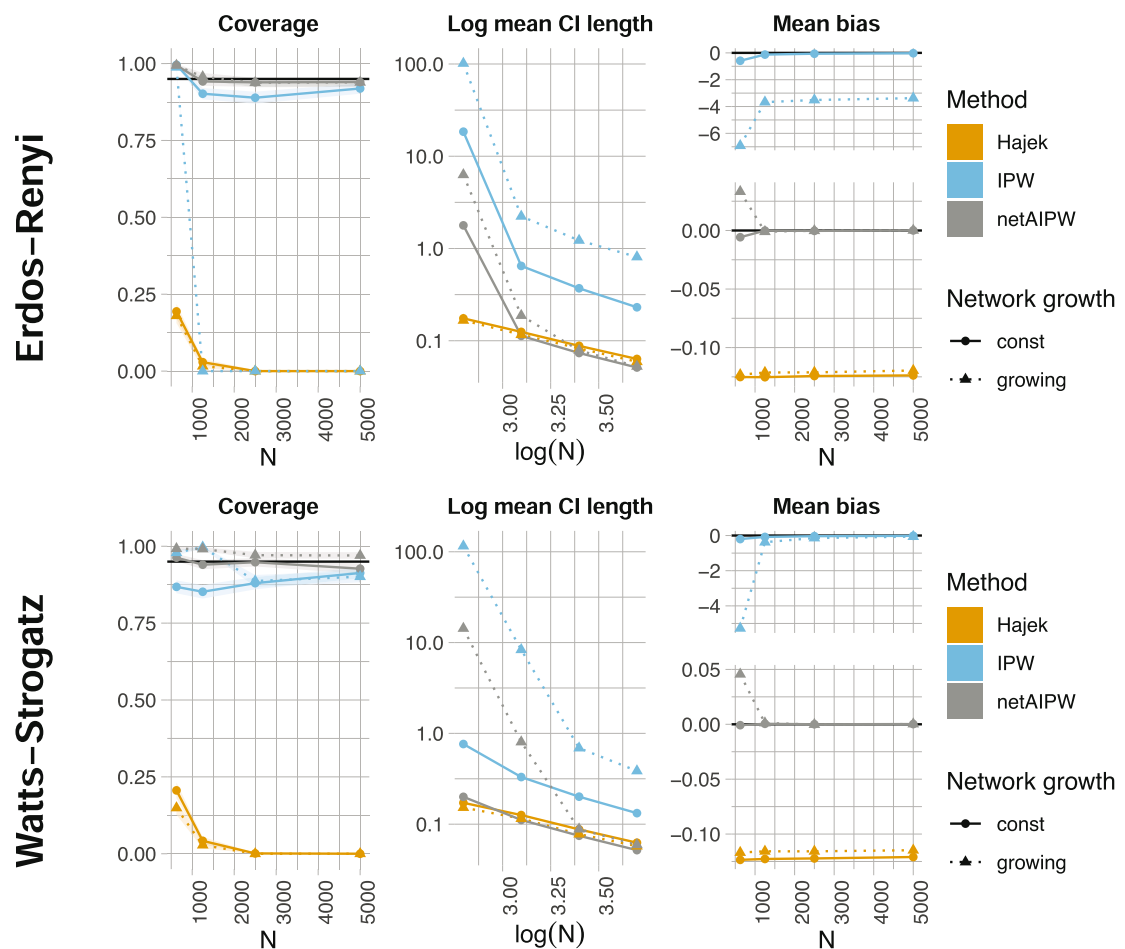 Coverage
Log mean CI length
Mean bias
Erdos−Renyi
1.00
0.75
0.50
0.25
0.00
1000
2000
3000
4000
5000
N
100.0
10.0
1.0
0.1
3.00
3.25
3.50
log(N)
0
−2
−4
−6
0.00
−0.05
−0.10
1000
2000
3000
4000
5000
N
Method
Hajek
IPW
netAIPW
Network growth
const
growing
Coverage
Log mean CI length
Mean bias
Watts−Strogatz
1.00
0.75
0.50
0.25
0.00
1000
2000
3000
4000
5000
N
100.0
10.0
1.0
0.1
3.00
3.25
3.50
log(N)
0
−2
−4
0.05
0.00
−0.05
−0.10
1000
2000
3000
4000
5000
N
Method
Hajek
IPW
netAIPW
Network growth
const
growing